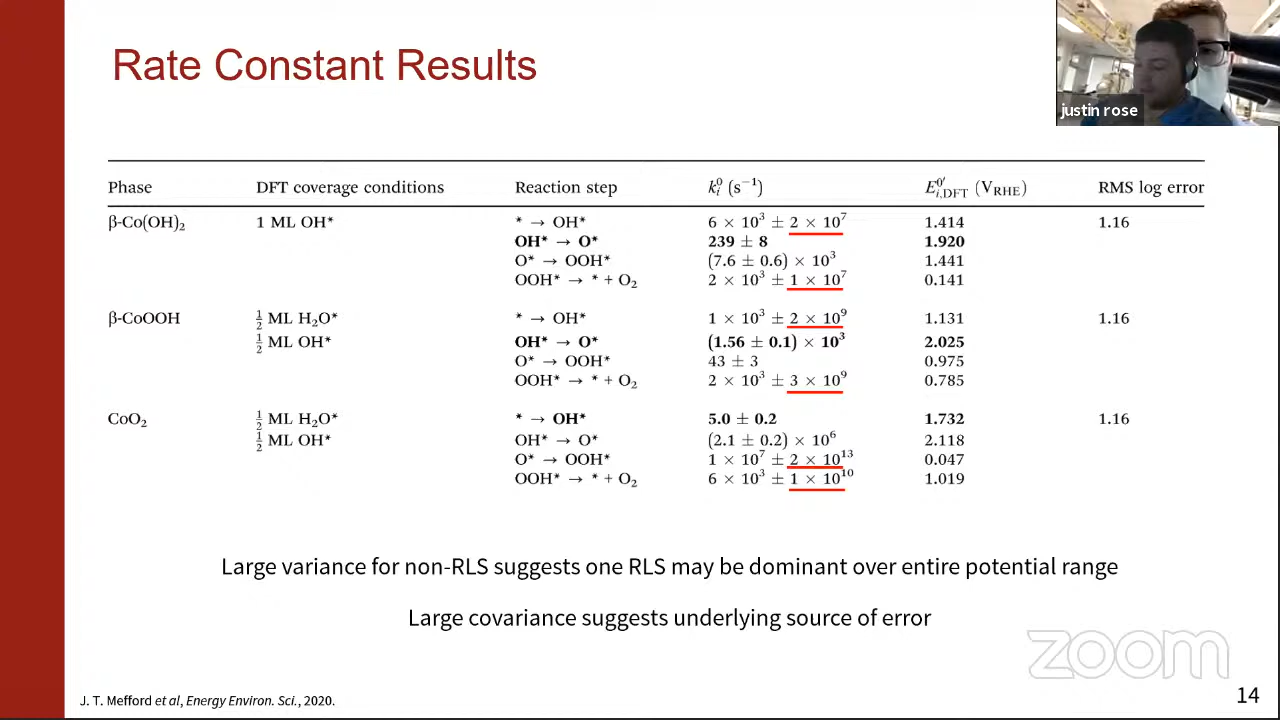 Rate Constant Results
justin rose
Phase DFT coverage conditions Reaction step k⁰ᵢ (s⁻¹) E⁰′ᵢ,DFT (V_RHE) RMS log error
β-Co(OH)₂ 1 ML OH* * → OH* 6 × 10³ ± 2 × 10⁷ 1.414 1.16
OH* → O* 239 ± 8 1.920
O* → OOH* (7.6 ± 0.6) × 10³ 1.441
OOH* → * + O₂ 2 × 10³ ± 1 × 10⁷ 0.141
β-CoOOH ½ ML H₂O* * → OH* 1 × 10³ ± 2 × 10⁹ 1.131 1.16
½ ML OH* OH* → O* (1.56 ± 0.1) × 10³ 2.025
O* → OOH* 43 ± 3 0.975
OOH* → * + O₂ 2 × 10³ ± 3 × 10⁹ 0.785
CoO₂ ½ ML H₂O* * → OH* 5.0 ± 0.2 1.732 1.16
½ ML OH* OH* → O* (2.1 ± 0.2) × 10⁶ 2.118
O* → OOH* 1 × 10⁷ ± 2 × 10¹³ 0.047
OOH* → * + O₂ 6 × 10³ ± 1 × 10¹⁰ 1.019
Large variance for non-RLS suggests one RLS may be dominant over entire potential range
Large covariance suggests underlying source of error
zoom
J. T. Mefford et al, Energy Environ. Sci., 2020.
14